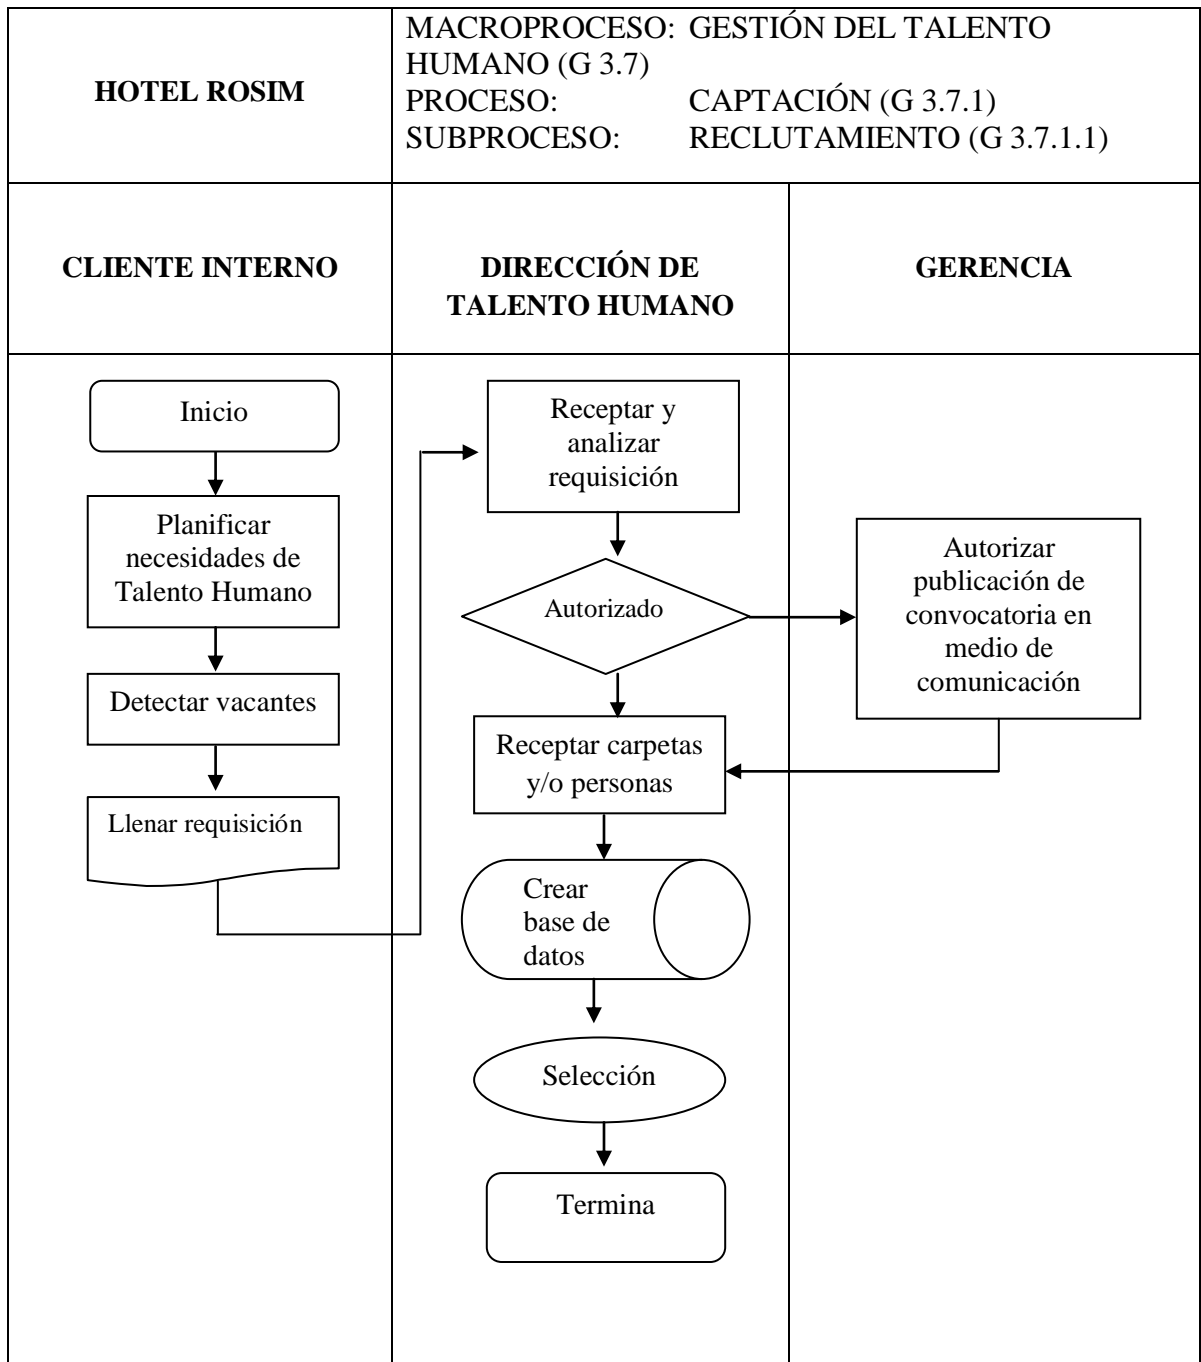 HOTEL ROSIM
MACROPROCESO: GESTIÓN DEL TALENTO
HUMANO (G 3.7)
PROCESO: CAPTACIÓN (G 3.7.1)
SUBPROCESO: RECLUTAMIENTO (G 3.7.1.1)
CLIENTE INTERNO
DIRECCIÓN DE
TALENTO HUMANO
GERENCIA
Inicio
Planificar
necesidades de
Talento Humano
Detectar vacantes
Llenar requisición
Receptar y
analizar
requisición
Autorizado
Receptar carpetas
y/o personas
Crear
base de
datos
Selección
Termina
Autorizar
publicación de
convocatoria en
medio de
comunicación